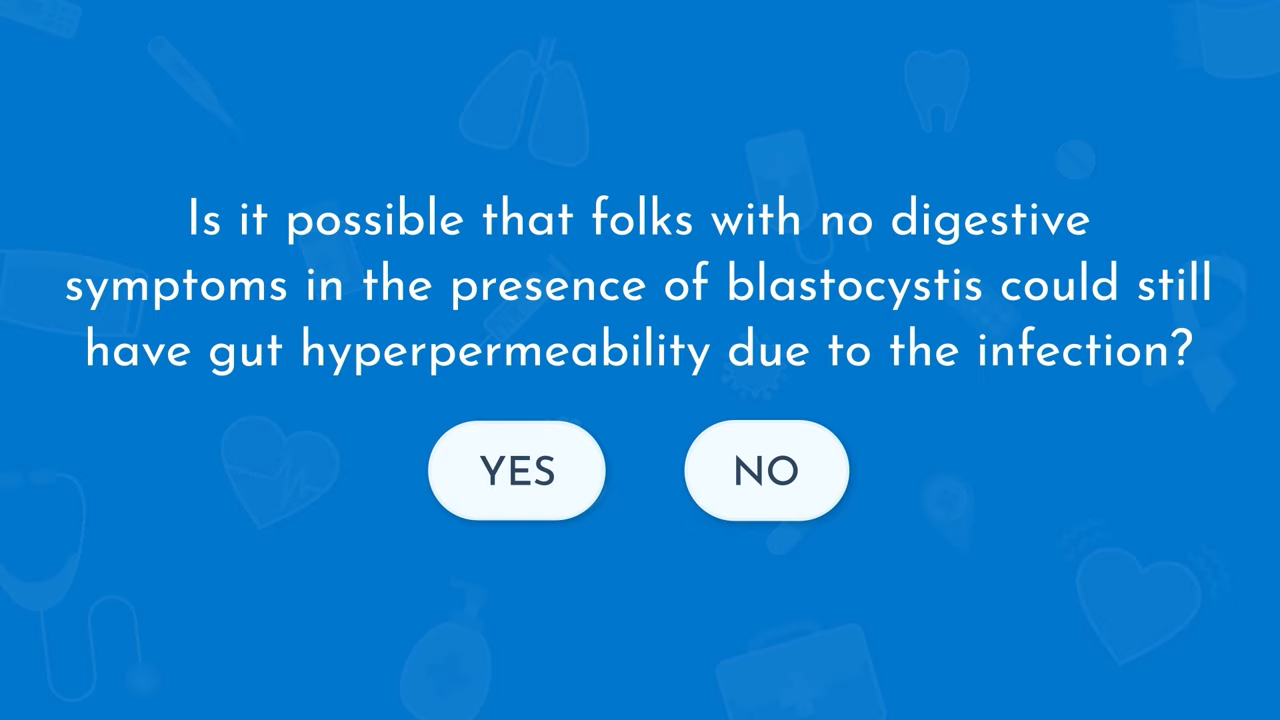 Is it possible that folks with no digestive
symptoms in the presence of blastocystis could still
have gut hyperpermeability due to the infection?
YES
NO